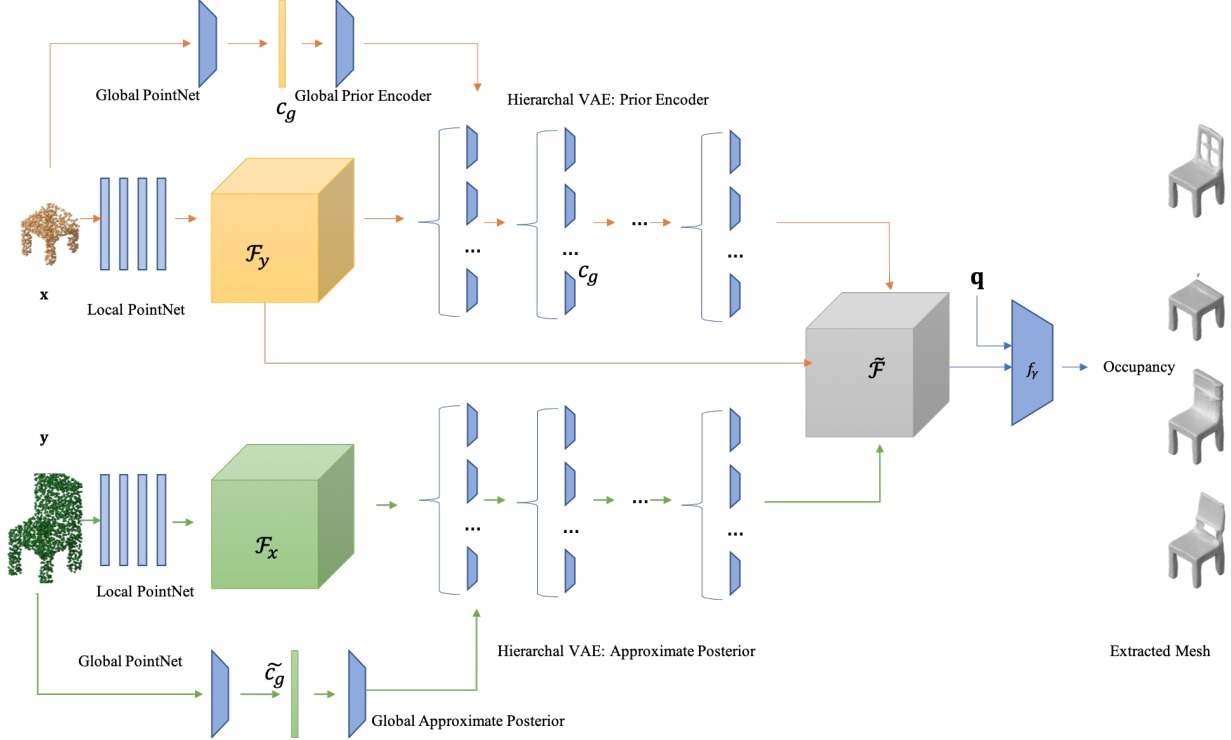 Global PointNet
c_g
Global Prior Encoder
Hierarchal VAE: Prior Encoder
x
Local PointNet
ℱ_y
...
...
...
...
c_g
q
ℱ̃
f_γ
Occupancy
y
Local PointNet
ℱ_x
...
...
...
...
Global PointNet
c̃_g
Global Approximate Posterior
Hierarchal VAE: Approximate Posterior
Extracted Mesh